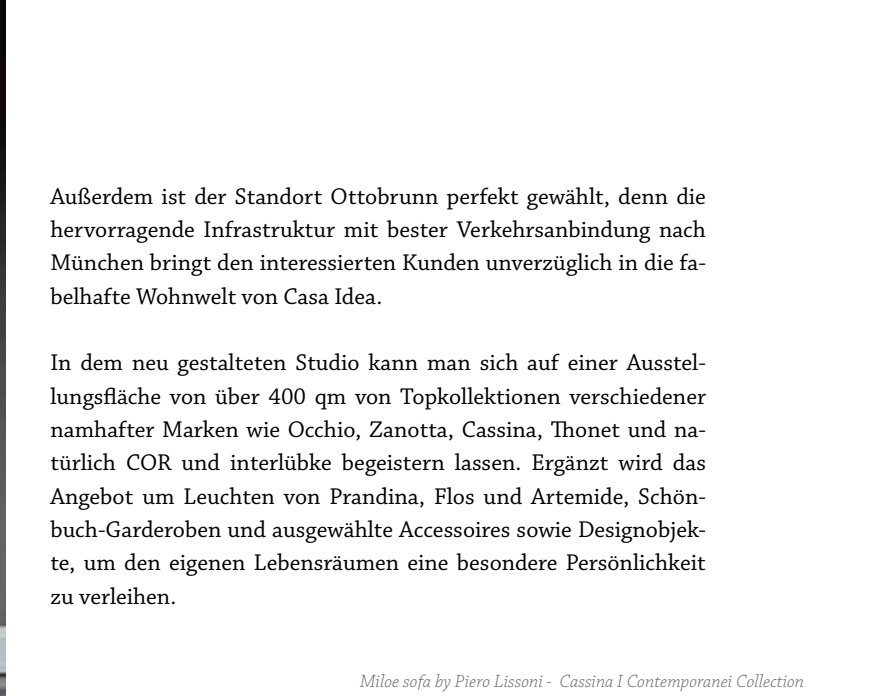 Außerdem ist der Standort Ottobrunn perfekt gewählt, denn die
hervorragende Infrastruktur mit bester Verkehrsanbindung nach
München bringt den interessierten Kunden unverzüglich in die fa-
belhafte Wohnwelt von Casa Idea.
In dem neu gestalteten Studio kann man sich auf einer Ausstel-
lungsfläche von über 400 qm von Topkollektionen verschiedener
namhafter Marken wie Occhio, Zanotta, Cassina, Thonet und na-
türlich COR und interlübke begeistern lassen. Ergänzt wird das
Angebot um Leuchten von Prandina, Flos und Artemide, Schön-
buch-Garderoben und ausgewählte Accessoires sowie Designobjek-
te, um den eigenen Lebensräumen eine besondere Persönlichkeit
zu verleihen.
Miloe sofa by Piero Lissoni - Cassina I Contemporanei Collection